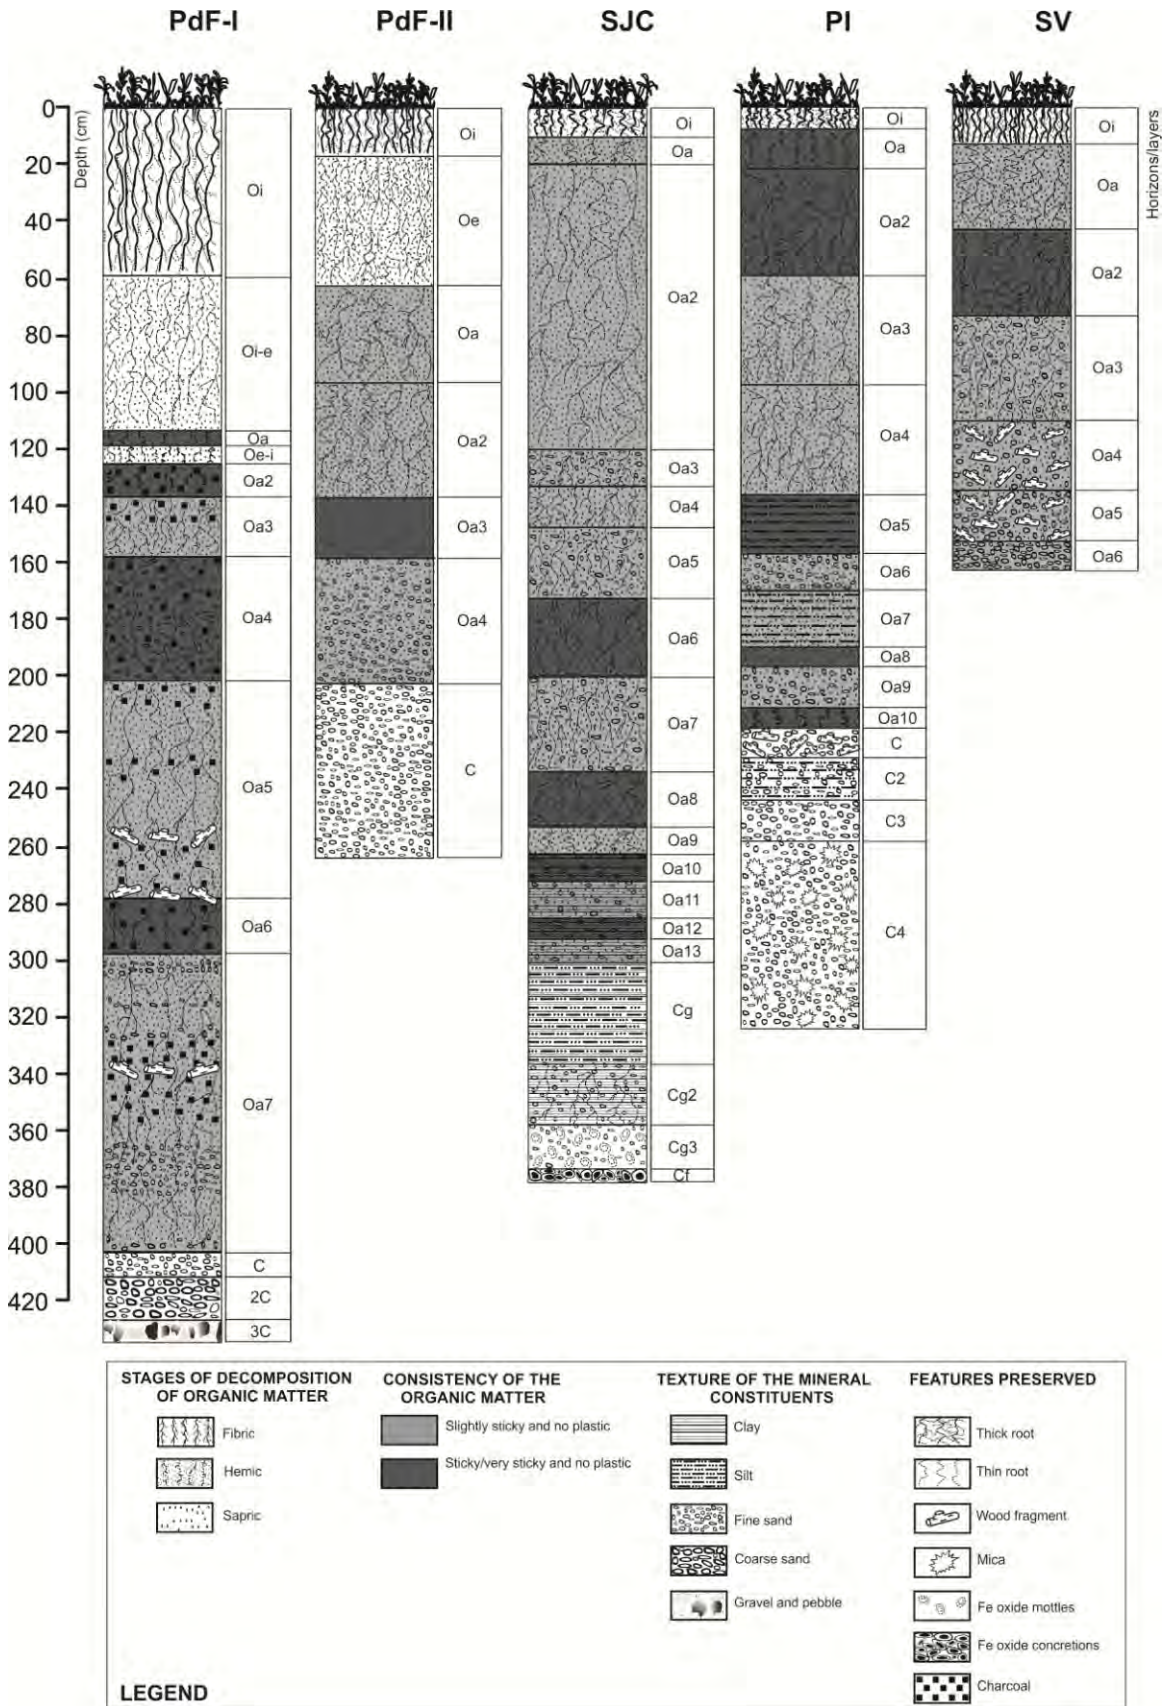 PdF-I PdF-II SJC PI SV
Depth (cm)
Horizons/layers
0
20
40
60
80
100
120
140
160
180
200
220
240
260
280
300
320
340
360
380
400
420
Oi
Oi-e
Oa
Oe-i
Oa2
Oa3
Oa4
Oa5
Oa6
Oa7
C
2C
3C
Oi
Oe
Oa
Oa2
Oa3
Oa4
C
Oi
Oa
Oa2
Oa3
Oa4
Oa5
Oa6
Oa7
Oa8
Oa9
Oa10
Oa11
Oa12
Oa13
Cg
Cg2
Cg3
Cf
Oi
Oa
Oa2
Oa3
Oa4
Oa5
Oa6
Oa7
Oa8
Oa9
Oa10
C
C2
C3
C4
Oi
Oa
Oa2
Oa3
Oa4
Oa5
Oa6
STAGES OF DECOMPOSITION
OF ORGANIC MATTER
Fibric
Hemic
Sapric
CONSISTENCY OF THE
ORGANIC MATTER
Slightly sticky and no plastic
Sticky/very sticky and no plastic
TEXTURE OF THE MINERAL
CONSTITUENTS
Clay
Silt
Fine sand
Coarse sand
Gravel and pebble
FEATURES PRESERVED
Thick root
Thin root
Wood fragment
Mica
Fe oxide mottles
Fe oxide concretions
Charcoal
LEGEND